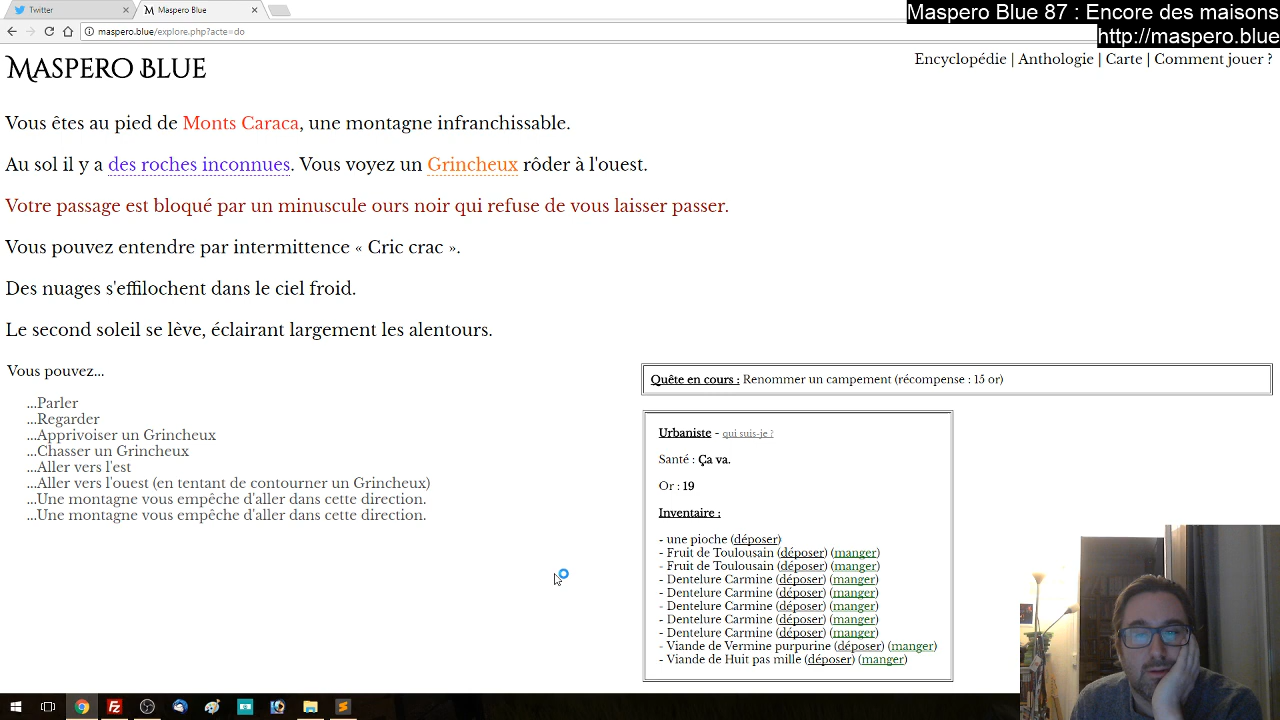 Twitter
Maspero Blue
maspero.blue/explore.php?acte=do
Maspero Blue 87 : Encore des maisons
http://maspero.blue
Maspero Blue
Encyclopédie | Anthologie | Carte | Comment jouer ?
Vous êtes au pied de Monts Caraca, une montagne infranchissable.
Au sol il y a des roches inconnues. Vous voyez un Grincheux rôder à l'ouest.
Votre passage est bloqué par un minuscule ours noir qui refuse de vous laisser passer.
Vous pouvez entendre par intermittence « Cric crac ».
Des nuages s'effilochent dans le ciel froid.
Le second soleil se lève, éclairant largement les alentours.
Vous pouvez...
...Parler
...Regarder
...Apprivoiser un Grincheux
...Chasser un Grincheux
...Aller vers l'est
...Aller vers l'ouest (en tentant de contourner un Grincheux)
...Une montagne vous empêche d'aller dans cette direction.
...Une montagne vous empêche d'aller dans cette direction.
Quête en cours : Renommer un campement (récompense : 15 or)
Urbaniste - qui suis-je ?
Santé : Ça va.
Or : 19
Inventaire :
- une pioche (déposer)
- Fruit de Toulousain (déposer) (manger)
- Fruit de Toulousain (déposer) (manger)
- Dentelure Carmine (déposer) (manger)
- Dentelure Carmine (déposer) (manger)
- Dentelure Carmine (déposer) (manger)
- Dentelure Carmine (déposer) (manger)
- Dentelure Carmine (déposer) (manger)
- Viande de Vermine purpurine (déposer) (manger)
- Viande de Huit pas mille (déposer) (manger)